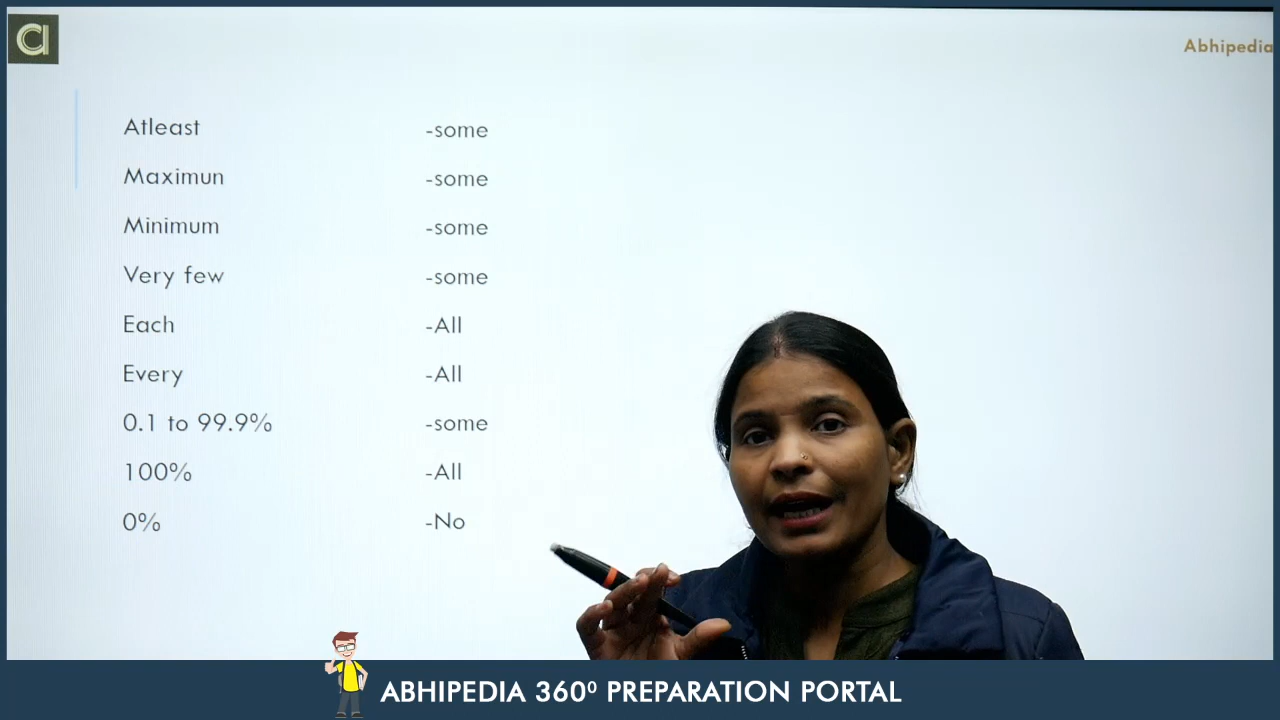 Abhipedia
Atleast -some
Maximun -some
Minimum -some
Very few -some
Each -All
Every -All
0.1 to 99.9% -some
100% -All
0% -No
ABHIPEDIA 360⁰ PREPARATION PORTAL